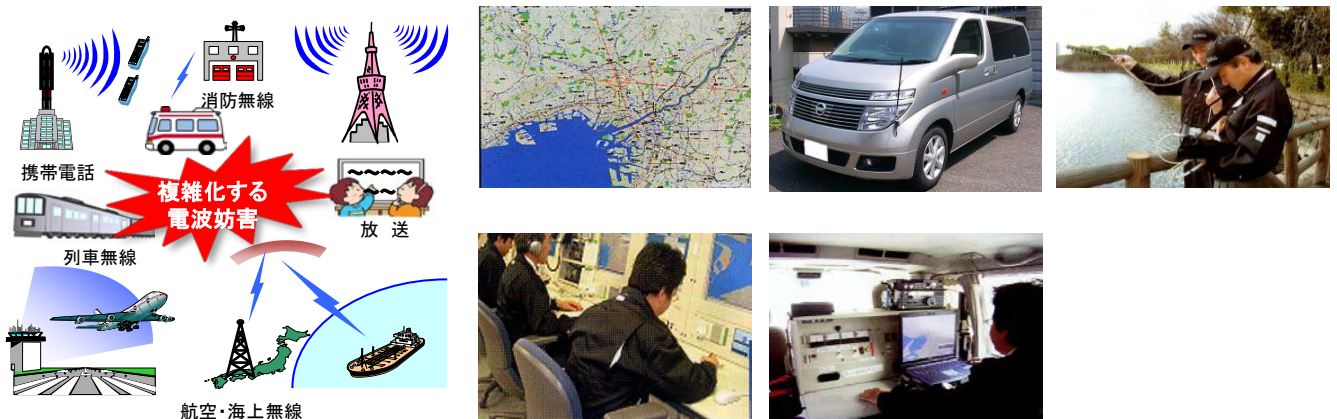 消防無線
携帯電話
複雑化する
電波妨害
放 送
列車無線
航空・海上無線